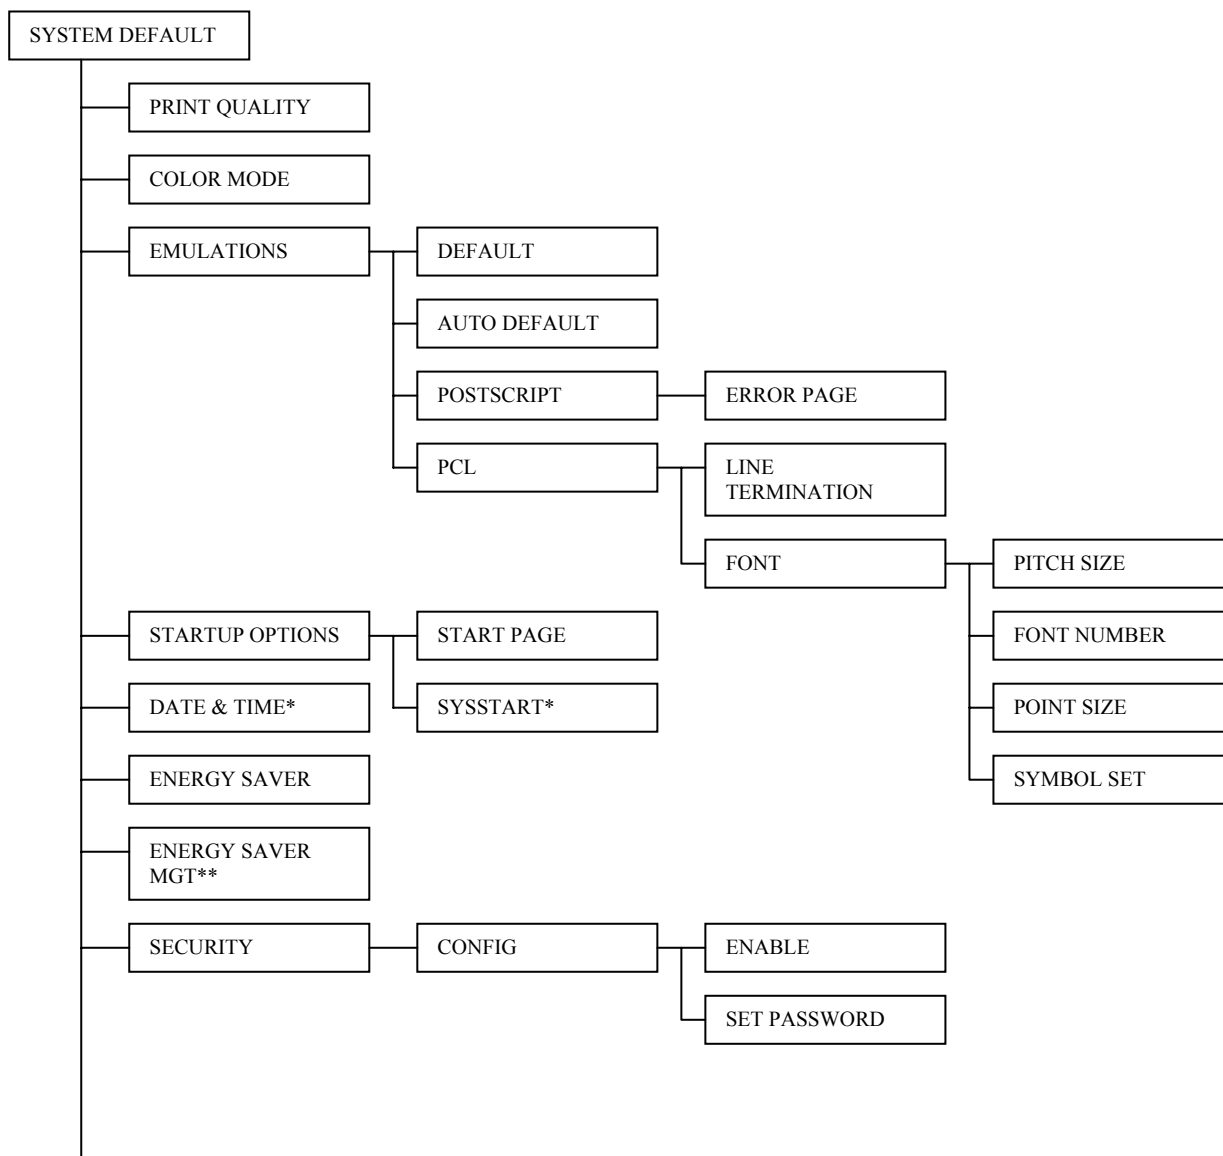 SYSTEM DEFAULT
PRINT QUALITY
COLOR MODE
EMULATIONS
DEFAULT
AUTO DEFAULT
POSTSCRIPT
ERROR PAGE
PCL
LINE
TERMINATION
FONT
PITCH SIZE
FONT NUMBER
POINT SIZE
SYMBOL SET
STARTUP OPTIONS
START PAGE
SYSSTART*
DATE & TIME*
ENERGY SAVER
ENERGY SAVER
MGT**
SECURITY
CONFIG
ENABLE
SET PASSWORD